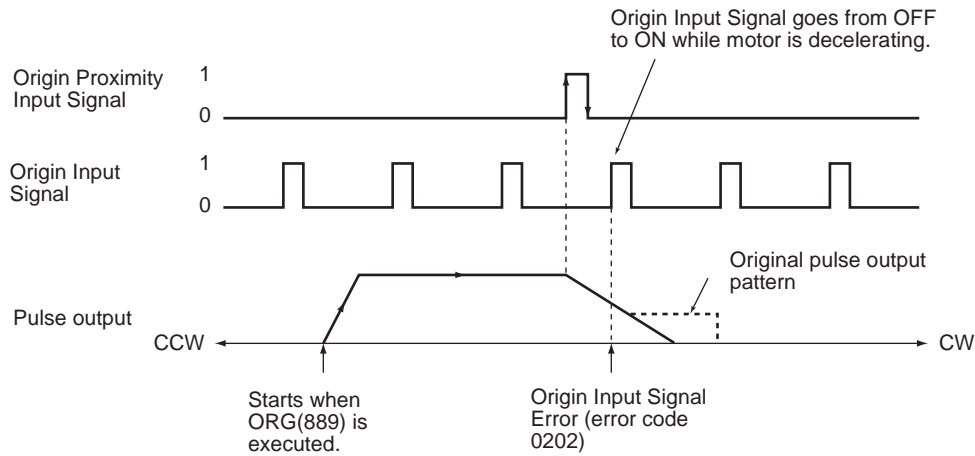 Origin Input Signal goes from OFF
to ON while motor is decelerating.
Origin Proximity
Input Signal
1
0
Origin Input
Signal
1
0
Original pulse output
pattern
Pulse output
CCW
CW
Starts when
ORG(889) is
executed.
Origin Input Signal
Error (error code
0202)